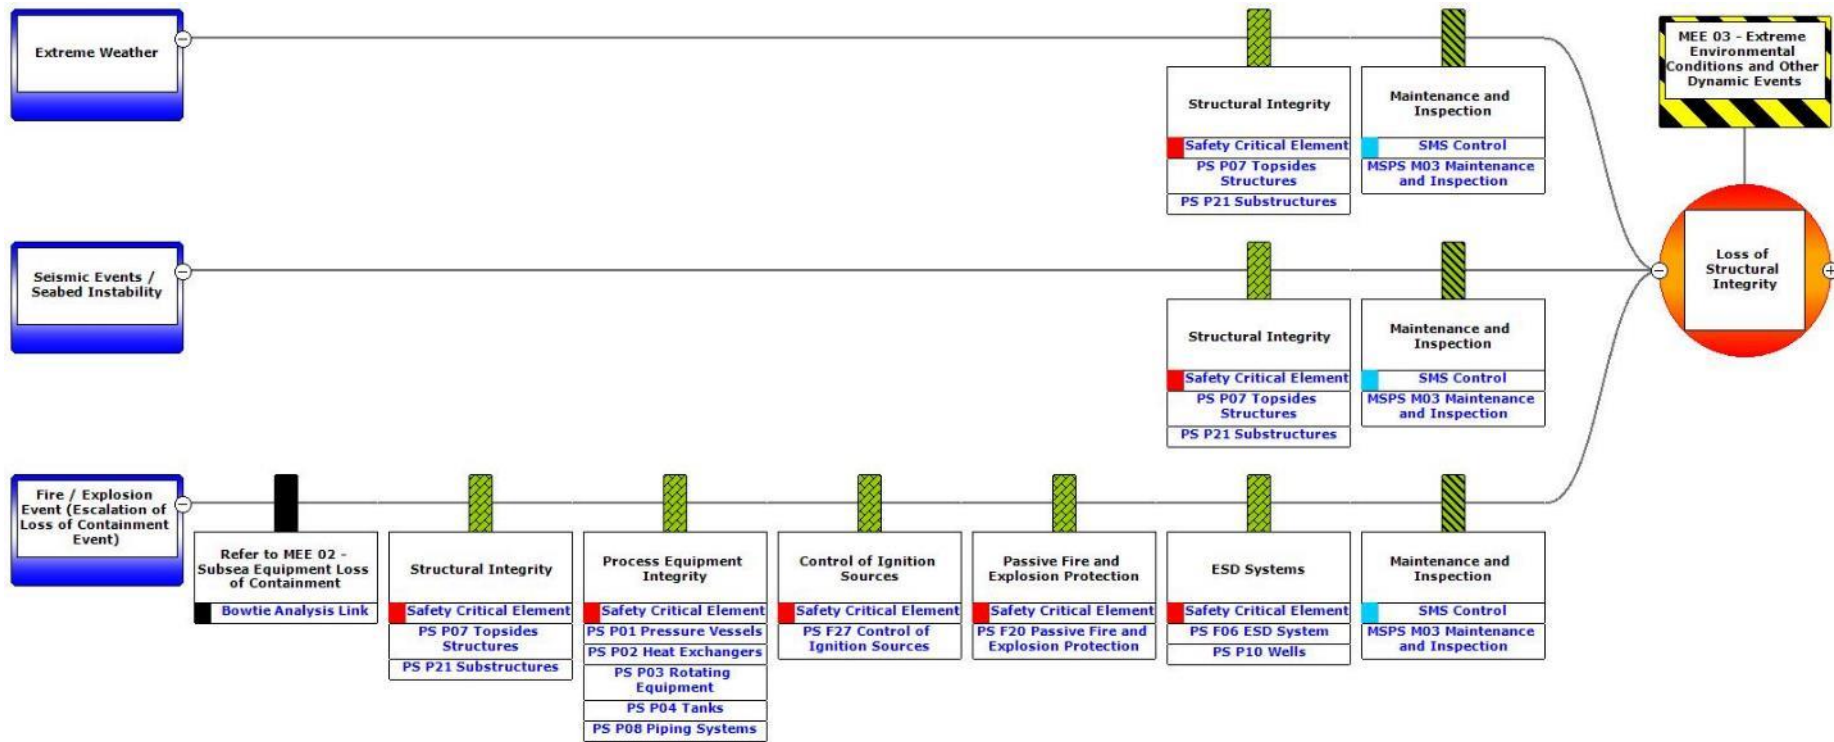 Extreme Weather
Structural Integrity
Safety Critical Element
PS P07 Topsides
Structures
PS P21 Substructures
Maintenance and
Inspection
SMS Control
MSPS M03 Maintenance
and Inspection
MEE 03 - Extreme
Environmental
Conditions and Other
Dynamic Events
Seismic Events /
Seabed Instability
Structural Integrity
Safety Critical Element
PS P07 Topsides
Structures
PS P21 Substructures
Maintenance and
Inspection
SMS Control
MSPS M03 Maintenance
and Inspection
Loss of
Structural
Integrity
Fire / Explosion
Event (Escalation of
Loss of Containment
Event)
Refer to MEE 02 -
Subsea Equipment Loss
of Containment
Bowtie Analysis Link
Structural Integrity
Safety Critical Element
PS P07 Topsides
Structures
PS P21 Substructures
Process Equipment
Integrity
Safety Critical Element
PS P01 Pressure Vessels
PS P02 Heat Exchangers
PS P03 Rotating
Equipment
PS P04 Tanks
PS P08 Piping Systems
Control of Ignition
Sources
Safety Critical Element
PS F27 Control of
Ignition Sources
Passive Fire and
Explosion Protection
Safety Critical Element
PS F20 Passive Fire and
Explosion Protection
ESD Systems
Safety Critical Element
PS F06 ESD System
PS P10 Wells
Maintenance and
Inspection
SMS Control
MSPS M03 Maintenance
and Inspection